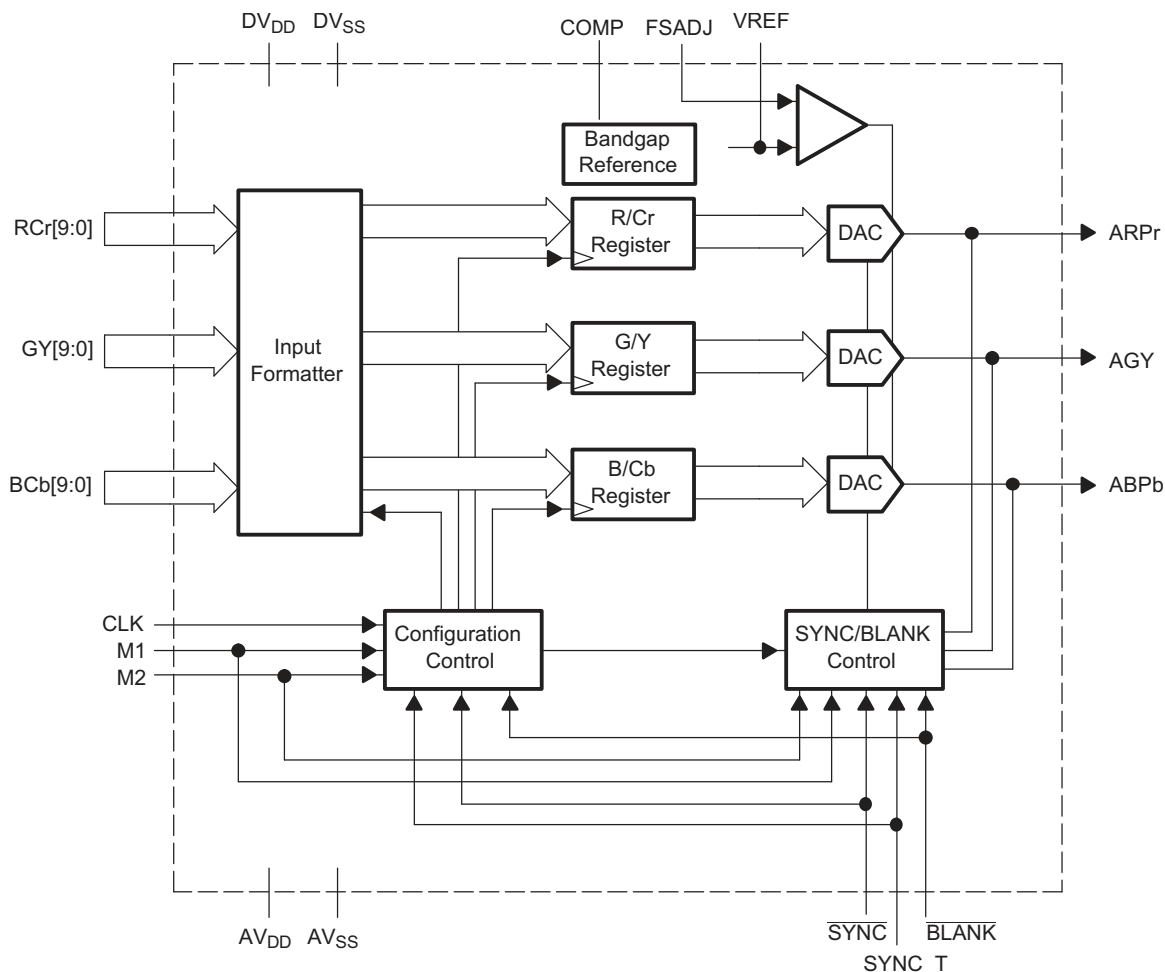 DVDD DVSS COMP FSADJ VREF
Bandgap
Reference
RCr[9:0]
R/Cr
Register
DAC
ARPr
GY[9:0]
Input
Formatter
G/Y
Register
DAC
AGY
BCb[9:0]
B/Cb
Register
DAC
ABPb
CLK
M1
M2
Configuration
Control
SYNC/BLANK
Control
AVDD AVSS
SYNC
SYNC_T
BLANK